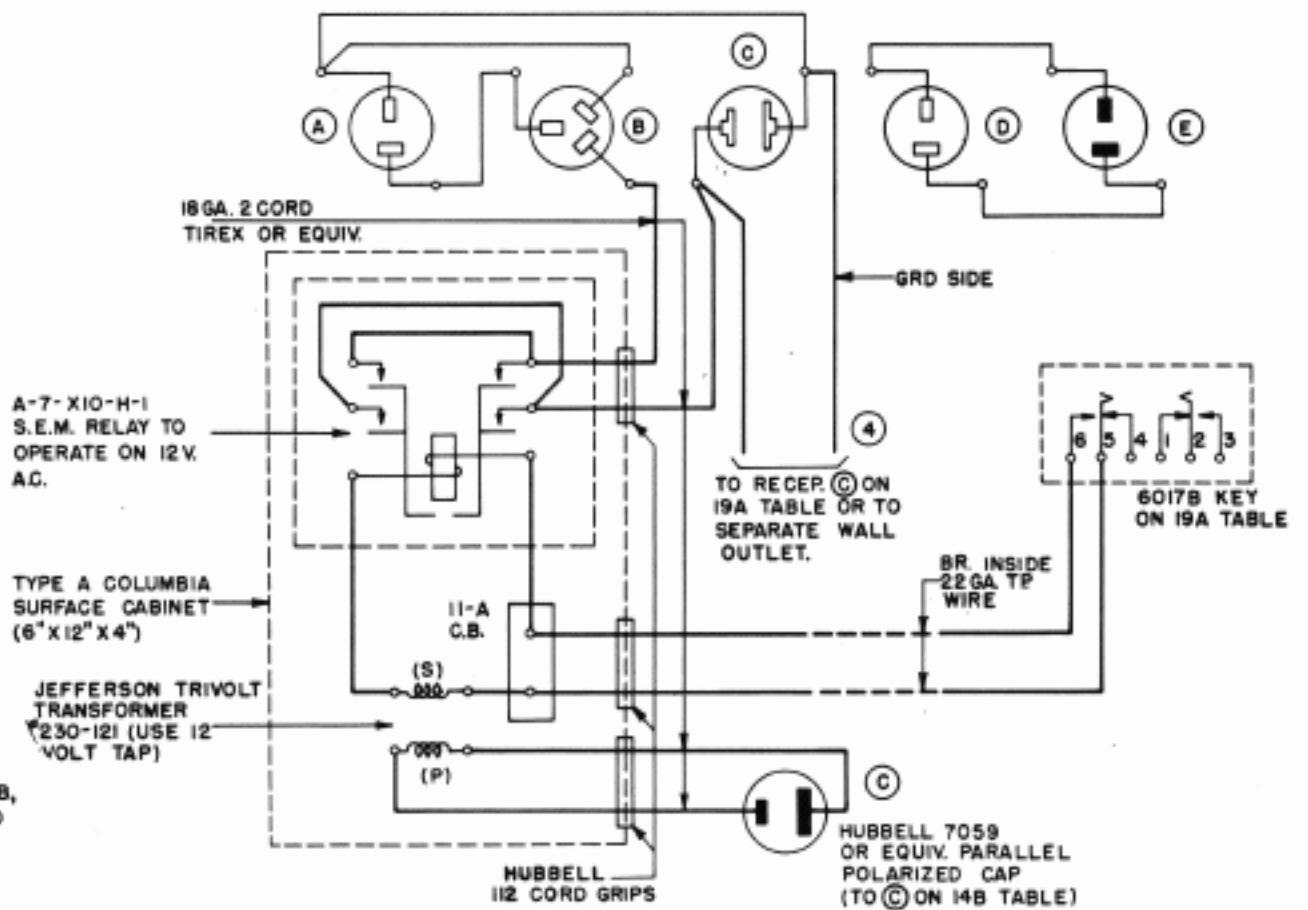 A
B
C
D
E
18 GA. 2 CORD
TIREX OR EQUIV.
GRD SIDE
A-7-X10-H-1
S.E.M. RELAY TO
OPERATE ON 12 V.
A.C.
4
TO RECEP. C ON
19A TABLE OR TO
SEPARATE WALL
OUTLET.
6 5 4 1 2 3
6017B KEY
ON 19A TABLE
TYPE A COLUMBIA
SURFACE CABINET
(6" X 12" X 4")
11-A
C.B.
BR. INSIDE
22 GA. TP.
WIRE
(S)
JEFFERSON TRIVOLT
TRANSFORMER
230-121 (USE 12
VOLT TAP)
(P)
C
B,
)
HUBBELL
112 CORD GRIPS
HUBBELL 7059
OR EQUIV. PARALLEL
POLARIZED CAP
(TO C ON 14B TABLE)